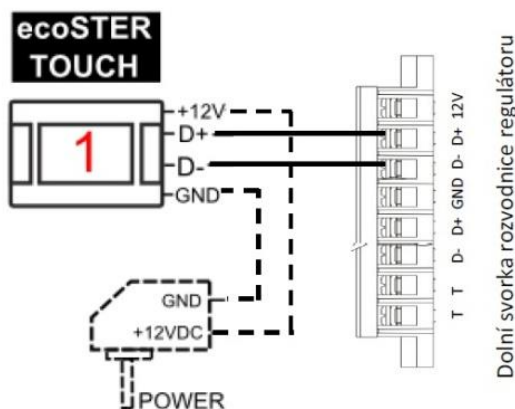 ecoSTER
TOUCH
1
+12V
D+
D-
GND
GND
+12VDC
POWER
12V
D+
D-
GND
D+
D-
T
T
Dolní svorka rozvodnice regulátoru